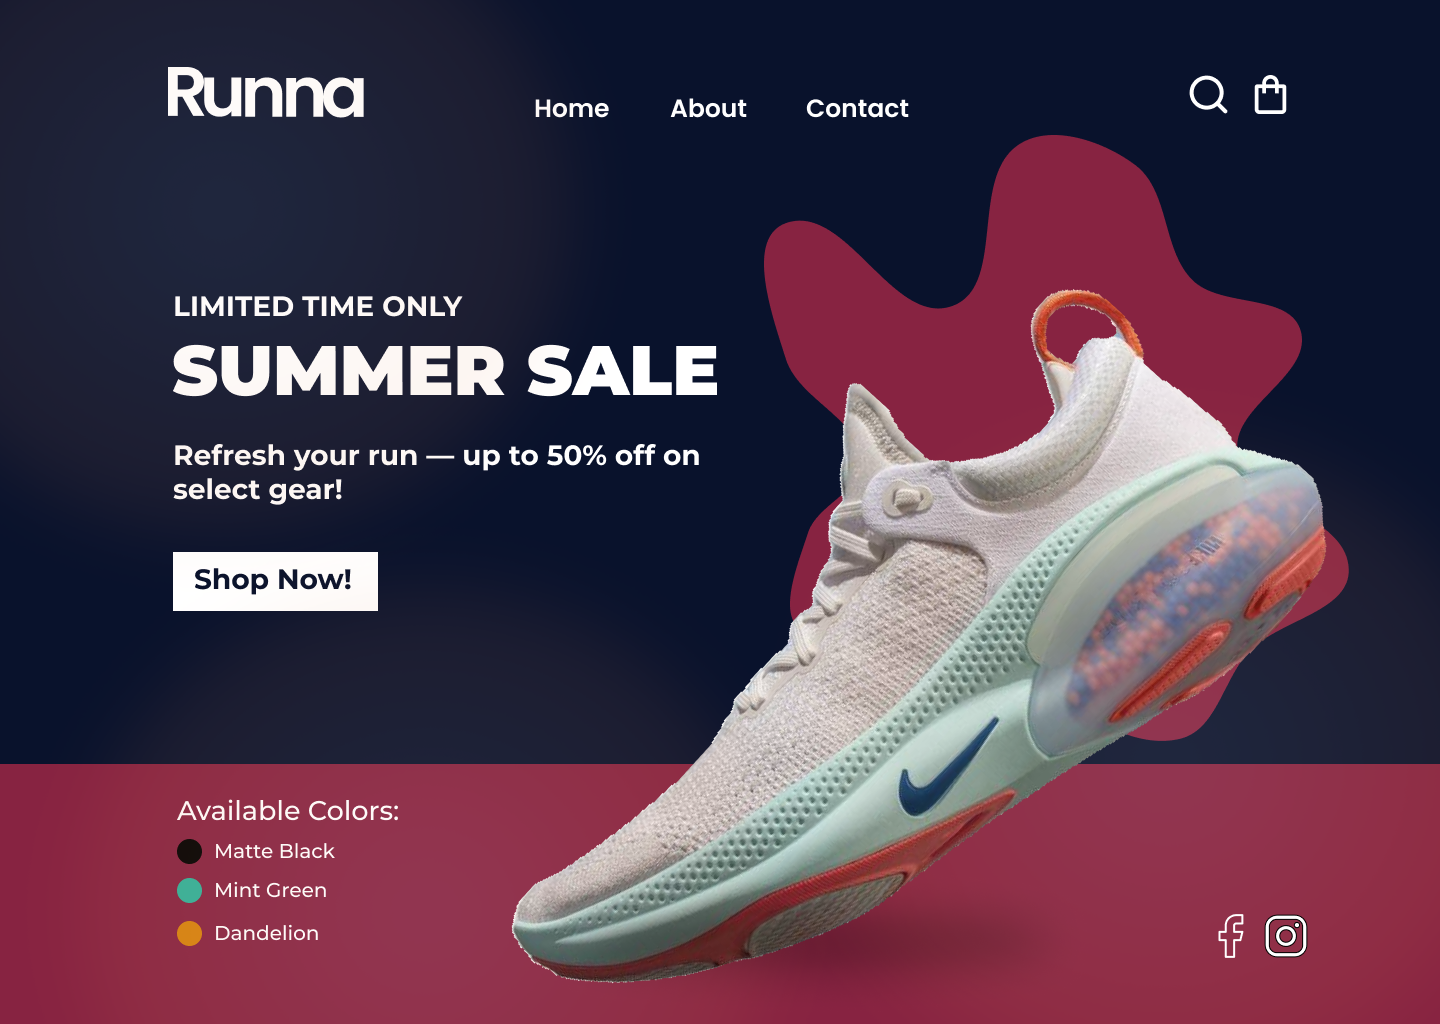 Runna
Home About Contact
LIMITED TIME ONLY
SUMMER SALE
Refresh your run — up to 50% off on
select gear!
Shop Now!
Available Colors:
Matte Black
Mint Green
Dandelion